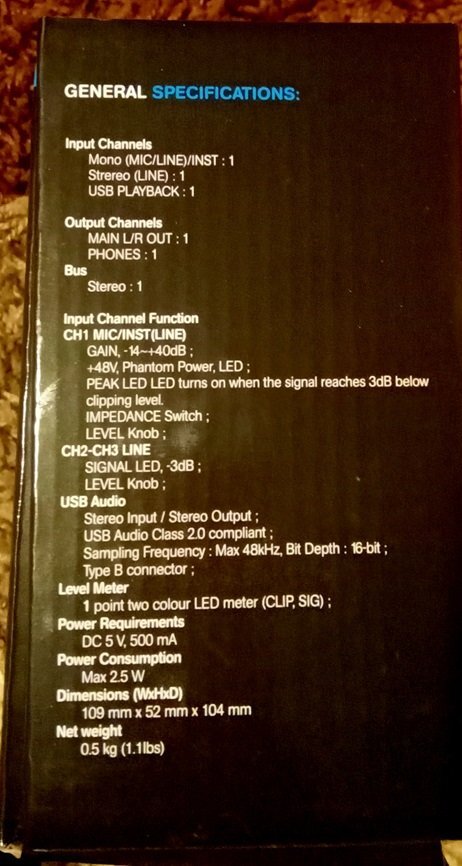 GENERAL SPECIFICATIONS:
Input Channels
Mono (MIC/LINE)/INST : 1
Strereo (LINE) : 1
USB PLAYBACK : 1
Output Channels
MAIN L/R OUT : 1
PHONES : 1
Bus
Stereo : 1
Input Channel Function
CH1 MIC/INST(LINE)
GAIN, -14~+40dB ;
+48V, Phantom Power, LED ;
PEAK LED LED turns on when the signal reaches 3dB below
clipping level.
IMPEDANCE Switch ;
LEVEL Knob ;
CH2-CH3 LINE
SIGNAL LED, -3dB ;
LEVEL Knob ;
USB Audio
Stereo Input / Stereo Output ;
USB Audio Class 2.0 compliant ;
Sampling Frequency : Max 48kHz, Bit Depth : 16-bit ;
Type B connector ;
Level Meter
1 point two colour LED meter (CLIP, SIG) ;
Power Requirements
DC 5 V, 500 mA
Power Consumption
Max 2.5 W
Dimensions (WxHxD)
109 mm x 52 mm x 104 mm
Net weight
0.5 kg (1.1lbs)